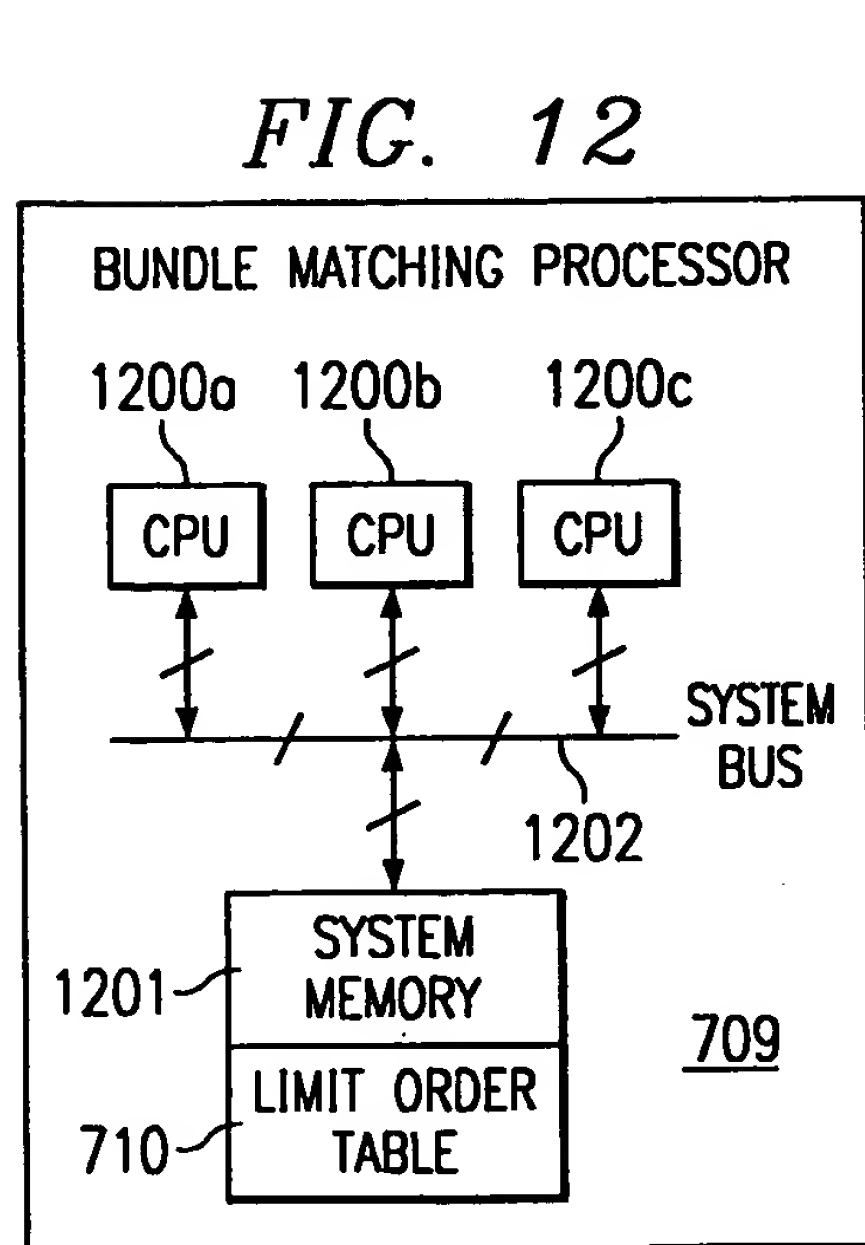 FIG. 12
BUNDLE MATCHING PROCESSOR
1200a 1200b 1200c
CPU CPU CPU
SYSTEM
BUS
1202
SYSTEM
MEMORY
1201
709
LIMIT ORDER
TABLE
710